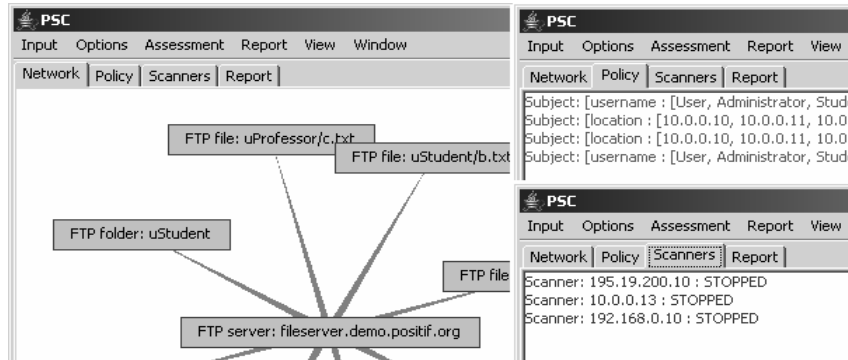 PSC
Input Options Assessment Report View Window
Network Policy Scanners Report
FTP file: uProfessor/c.txt
FTP file: uStudent/b.txt
FTP folder: uStudent
FTP file
FTP server: fileserver.demo.positif.org
PSC
Input Options Assessment Report View
Network Policy Scanners Report
Subject: [username : [User, Administrator, Stud
Subject: [location : [10.0.0.10, 10.0.0.11, 10.0
Subject: [location : [10.0.0.10, 10.0.0.11, 10.0
Subject: [username : [User, Administrator, Stud
PSC
Input Options Assessment Report View
Network Policy Scanners Report
Scanner: 195.19.200.10 : STOPPED
Scanner: 10.0.0.13 : STOPPED
Scanner: 192.168.0.10 : STOPPED